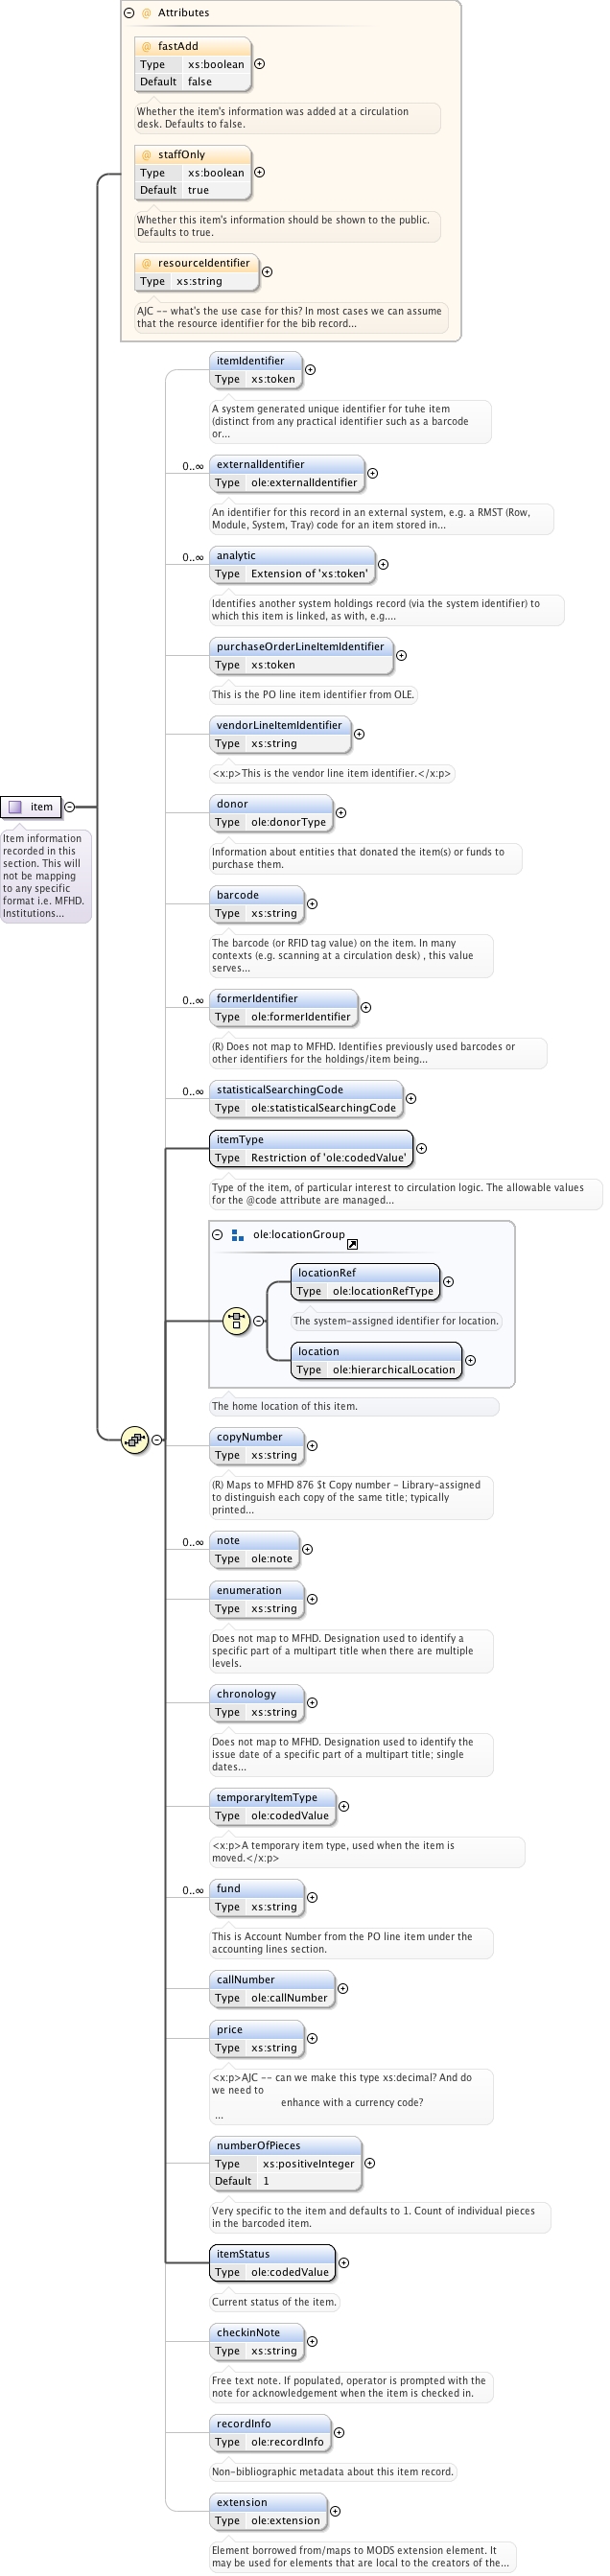 Attributes
@ fastAdd
Type xs:boolean
Default false
Whether the item's information was added at a circulation
desk. Defaults to false.
@ staffOnly
Type xs:boolean
Default true
Whether this item's information should be shown to the public.
Defaults to true.
@ resourceIdentifier
Type xs:string
AJC -- what's the use case for this? In most cases we can assume
that the resource identifier for the bib record...
itemIdentifier
Type xs:token
A system generated unique identifier for tuhe item
(distinct from any practical identifier such as a barcode
or...
0..∞
externalIdentifier
Type ole:externalIdentifier
An identifier for this record in an external system, e.g. a RMST (Row,
Module, System, Tray) code for an item stored in...
0..∞
analytic
Type Extension of 'xs:token'
Identifies another system holdings record (via the system identifier) to
which this item is linked, as with, e.g....
purchaseOrderLineItemIdentifier
Type xs:token
This is the PO line item identifier from OLE.
vendorLineItemIdentifier
Type xs:string
<x:p>This is the vendor line item identifier.</x:p>
item
Item information
recorded in this
section. This will
not be mapping
to any specific
format i.e. MFHD.
Institutions...
donor
Type ole:donorType
Information about entities that donated the item(s) or funds to
purchase them.
barcode
Type xs:string
The barcode (or RFID tag value) on the item. In many
contexts (e.g. scanning at a circulation desk) , this value
serves...
0..∞
formerIdentifier
Type ole:formerIdentifier
(R) Does not map to MFHD. Identifies previously used barcodes or
other identifiers for the holdings/item being...
0..∞
statisticalSearchingCode
Type ole:statisticalSearchingCode
itemType
Type Restriction of 'ole:codedValue'
Type of the item, of particular interest to circulation logic. The allowable values
for the @code attribute are managed...
ole:locationGroup
locationRef
Type ole:locationRefType
The system-assigned identifier for location.
location
Type ole:hierarchicalLocation
The home location of this item.
copyNumber
Type xs:string
(R) Maps to MFHD 876 $t Copy number - Library-assigned
to distinguish each copy of the same title; typically
printed...
0..∞
note
Type ole:note
enumeration
Type xs:string
Does not map to MFHD. Designation used to identify a
specific part of a multipart title when there are multiple
levels.
chronology
Type xs:string
Does not map to MFHD. Designation used to identify the
issue date of a specific part of a multipart title; single
dates...
temporaryItemType
Type ole:codedValue
<x:p>A temporary item type, used when the item is
moved.</x:p>
0..∞
fund
Type xs:string
This is Account Number from the PO line item under the
accounting lines section.
callNumber
Type ole:callNumber
price
Type xs:string
<x:p>AJC -- can we make this type xs:decimal? And do
we need to
enhance with a currency code?
...
numberOfPieces
Type xs:positiveInteger
Default 1
Very specific to the item and defaults to 1. Count of individual pieces
in the barcoded item.
itemStatus
Type ole:codedValue
Current status of the item.
checkinNote
Type xs:string
Free text note. If populated, operator is prompted with the
note for acknowledgement when the item is checked in.
recordInfo
Type ole:recordInfo
Non-bibliographic metadata about this item record.
extension
Type ole:extension
Element borrowed from/maps to MODS extension element. It
may be used for elements that are local to the creators of the...